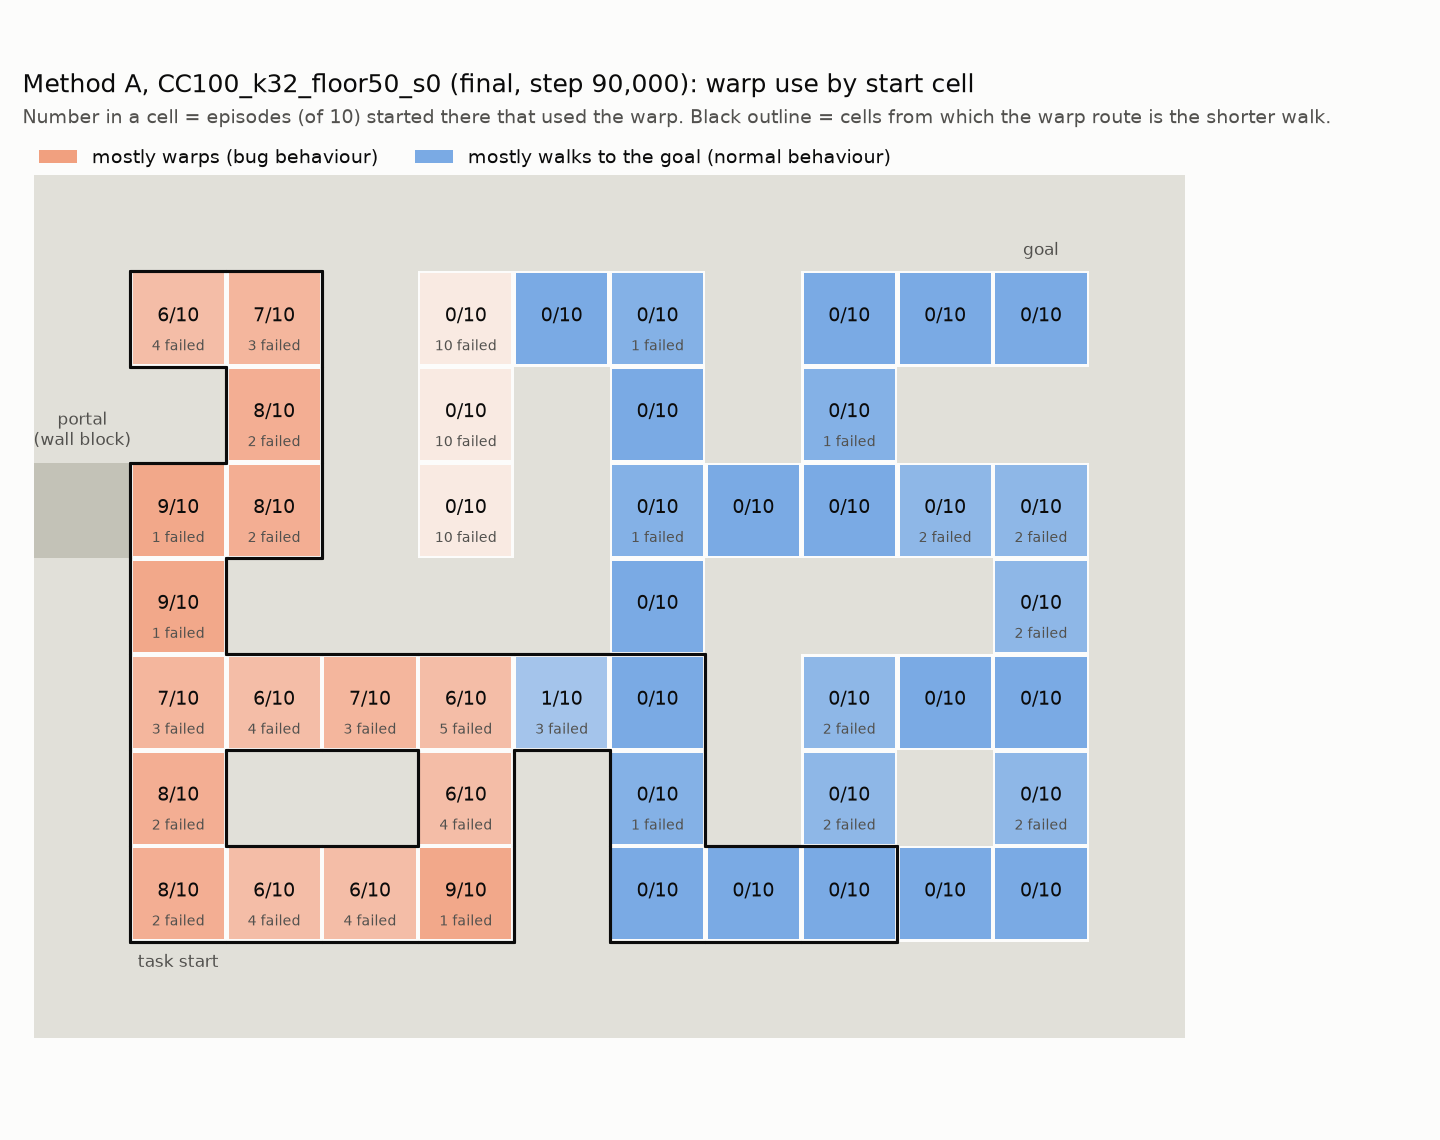 Method A, CC100_k32_floor50_s0 (final, step 90,000): warp use by start cell
Number in a cell = episodes (of 10) started there that used the warp. Black outline = cells from which the warp route is the shorter walk.
mostly warps (bug behaviour) mostly walks to the goal (normal behaviour)
goal
6/10 7/10 0/10 0/10 0/10 0/10 0/10 0/10
4 failed 3 failed 10 failed 1 failed
8/10 0/10 0/10 0/10
2 failed 10 failed 1 failed
portal
(wall block)
9/10 8/10 0/10 0/10 0/10 0/10 0/10 0/10
1 failed 2 failed 10 failed 1 failed 2 failed 2 failed
9/10 0/10 0/10
1 failed 2 failed
7/10 6/10 7/10 6/10 1/10 0/10 0/10 0/10 0/10
3 failed 4 failed 3 failed 5 failed 3 failed 2 failed
8/10 6/10 0/10 0/10 0/10
2 failed 4 failed 1 failed 2 failed 2 failed
8/10 6/10 6/10 9/10 0/10 0/10 0/10 0/10 0/10
2 failed 4 failed 4 failed 1 failed
task start